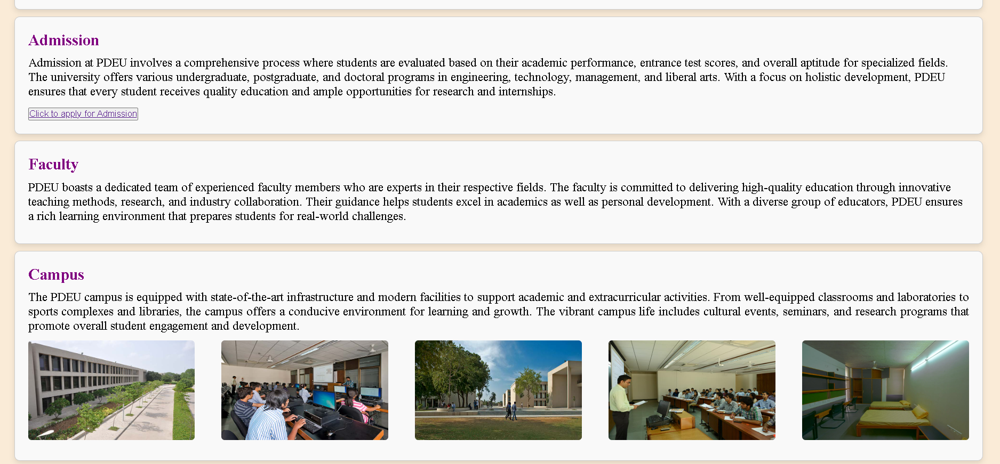 Admission
Admission at PDEU involves a comprehensive process where students are evaluated based on their academic performance, entrance test scores, and overall aptitude for specialized fields.
The university offers various undergraduate, postgraduate, and doctoral programs in engineering, technology, management, and liberal arts. With a focus on holistic development, PDEU
ensures that every student receives quality education and ample opportunities for research and internships.
Click to apply for Admission
Faculty
PDEU boasts a dedicated team of experienced faculty members who are experts in their respective fields. The faculty is committed to delivering high-quality education through innovative
teaching methods, research, and industry collaboration. Their guidance helps students excel in academics as well as personal development. With a diverse group of educators, PDEU ensures
a rich learning environment that prepares students for real-world challenges.
Campus
The PDEU campus is equipped with state-of-the-art infrastructure and modern facilities to support academic and extracurricular activities. From well-equipped classrooms and laboratories to
sports complexes and libraries, the campus offers a conducive environment for learning and growth. The vibrant campus life includes cultural events, seminars, and research programs that
promote overall student engagement and development.